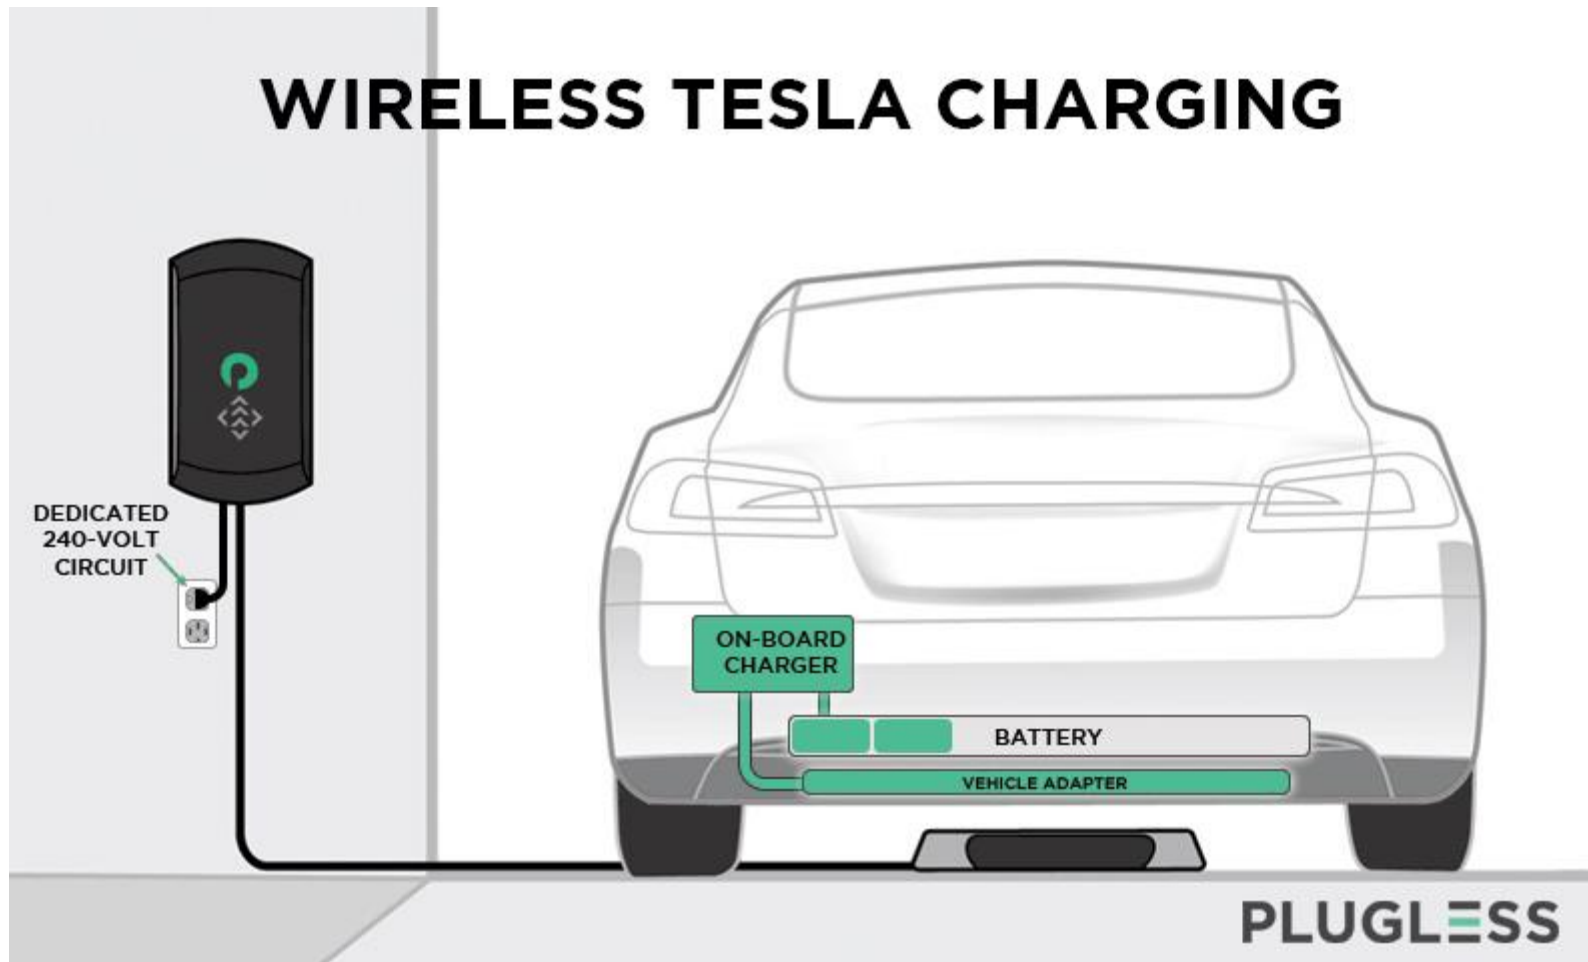 WIRELESS TESLA CHARGING
DEDICATED
240-VOLT
CIRCUIT
ON-BOARD
CHARGER
BATTERY
VEHICLE ADAPTER
PLUGLESS